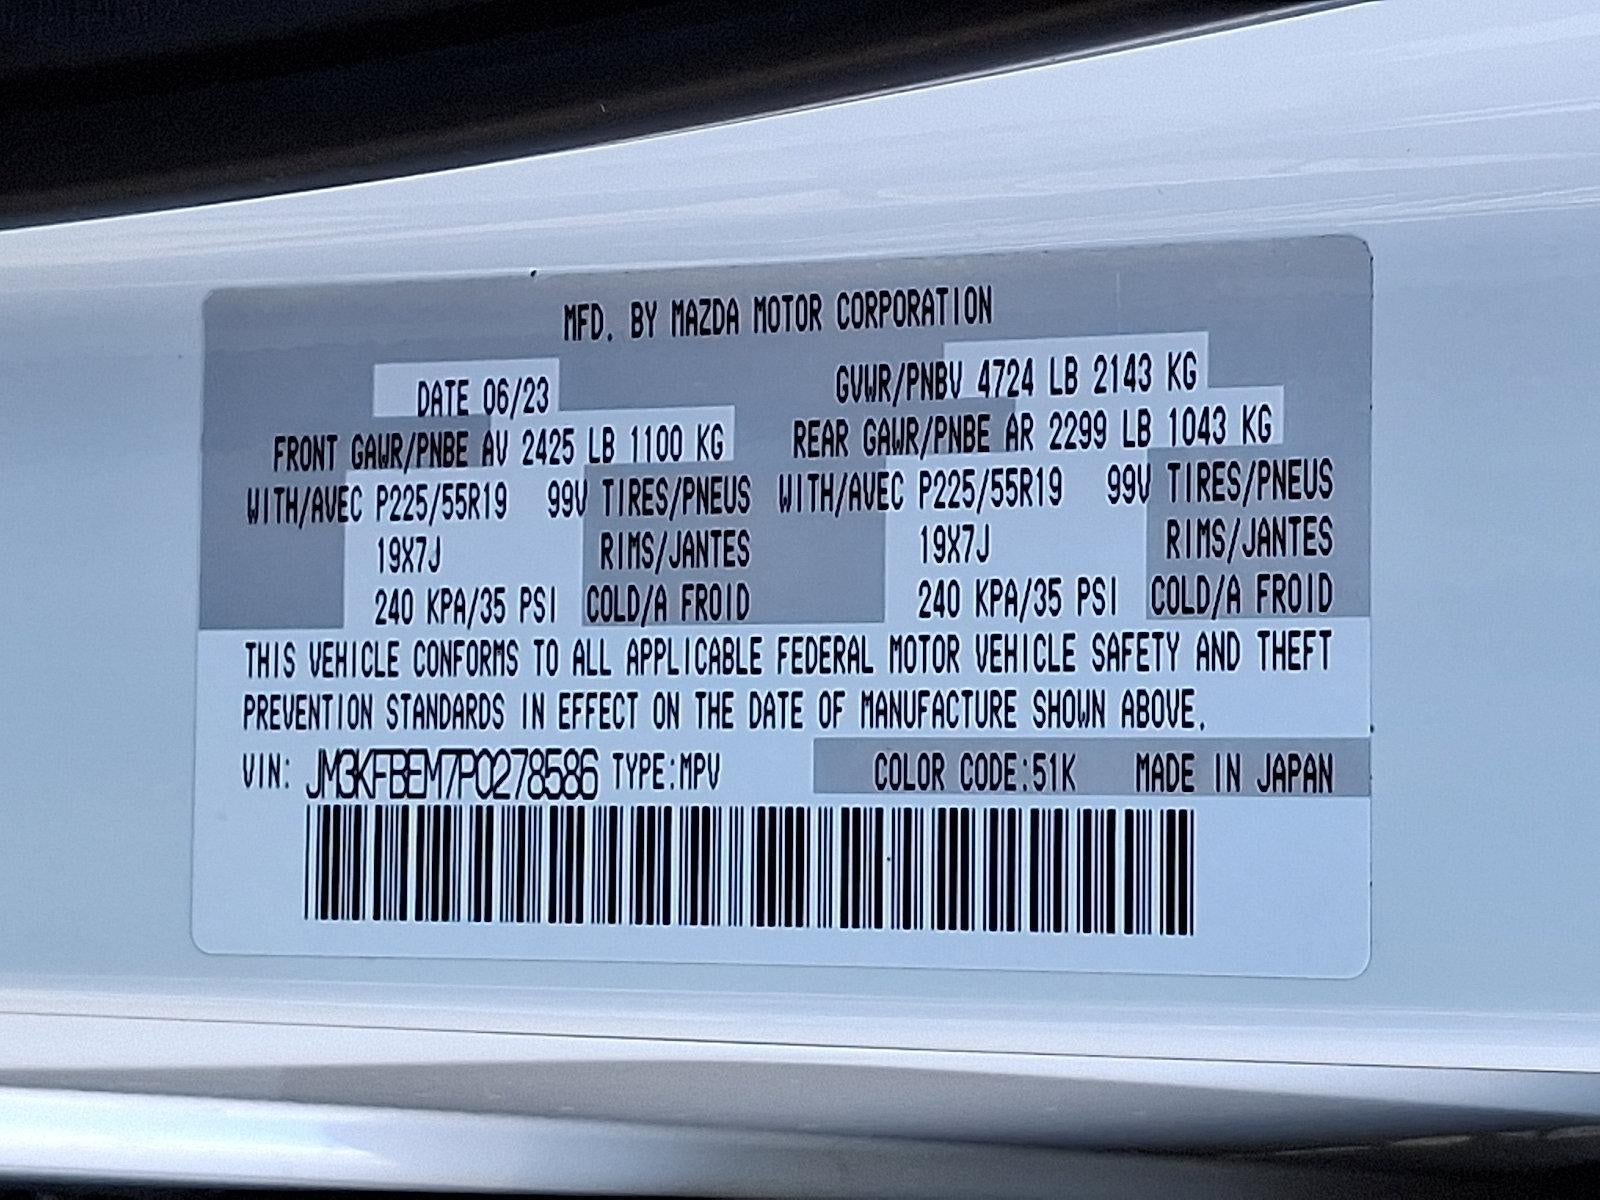 MFD. BY MAZDA MOTOR CORPORATION
DATE 06/23 GVWR/PNBV 4724 LB 2143 KG
FRONT GAWR/PNBE AV 2425 LB 1100 KG REAR GAWR/PNBE AR 2299 LB 1043 KG
WITH/AVEC P225/55R19 99V TIRES/PNEUS WITH/AVEC P225/55R19 99V TIRES/PNEUS
19X7J RIMS/JANTES 19X7J RIMS/JANTES
240 KPA/35 PSI COLD/A FROID 240 KPA/35 PSI COLD/A FROID
THIS VEHICLE CONFORMS TO ALL APPLICABLE FEDERAL MOTOR VEHICLE SAFETY AND THEFT
PREVENTION STANDARDS IN EFFECT ON THE DATE OF MANUFACTURE SHOWN ABOVE.
VIN: JM3KFBEM7P0278586 TYPE:MPV COLOR CODE:51K MADE IN JAPAN